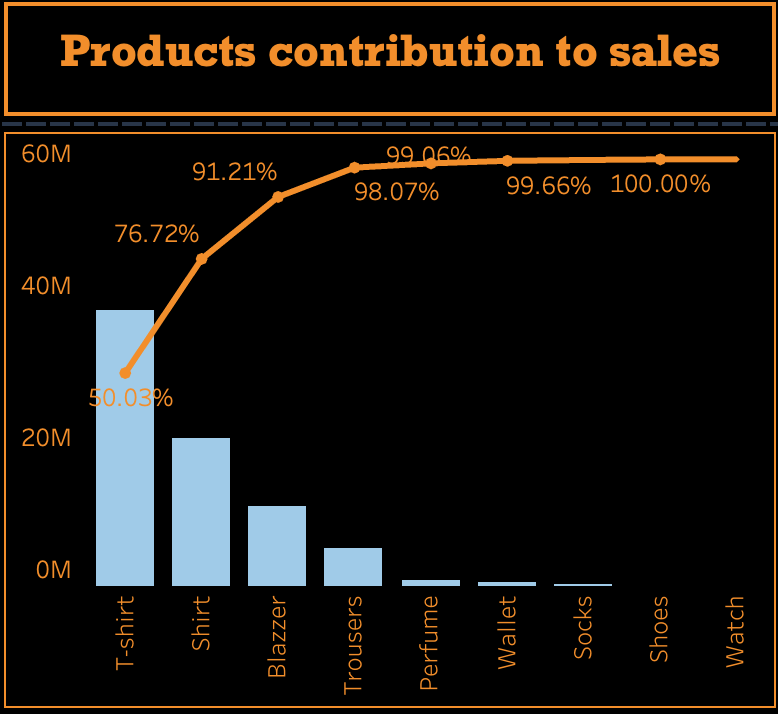 Products contribution to sales
60M
40M
20M
0M
50.03%
76.72%
91.21%
98.07%
99.06%
99.66%
100.00%
T-shirt
Shirt
Blazzer
Trousers
Perfume
Wallet
Socks
Shoes
Watch